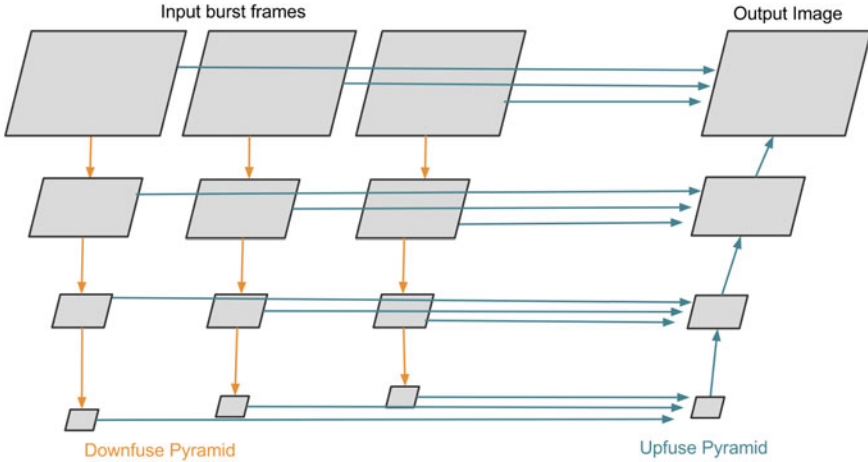 Input burst frames
Output Image
Downfuse Pyramid
Upfuse Pyramid